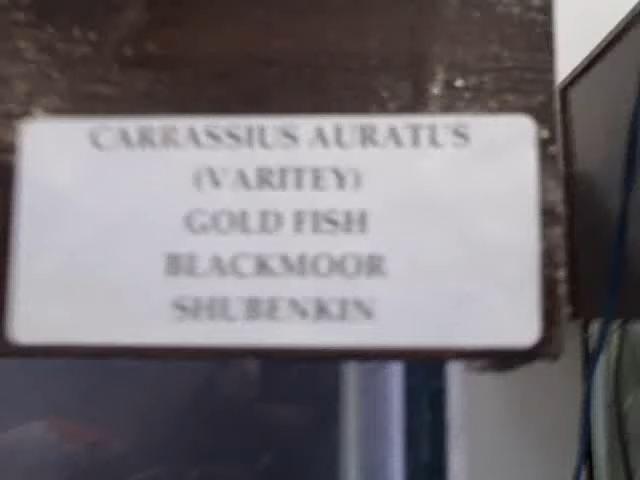 CARRASSIUS AURATUS
(VARITEY)
GOLD FISH
BLACKMOOR
SHUBENKIN